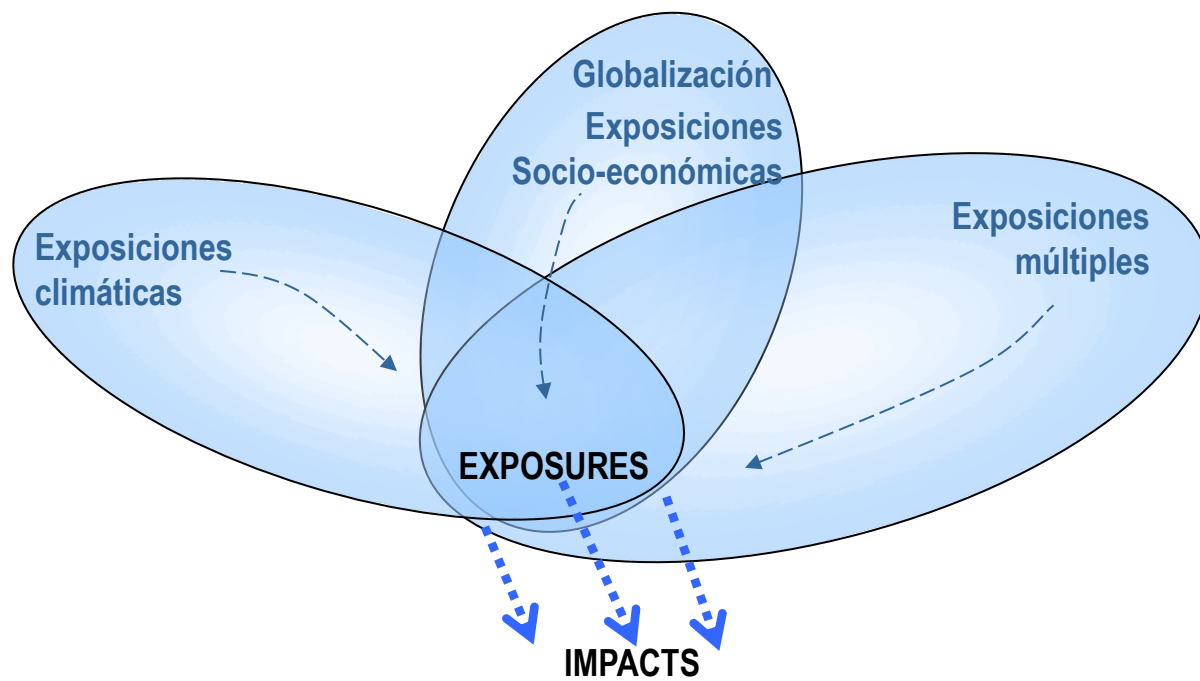 Globalización
Exposiciones
Socio-económicas
Exposiciones
climáticas
Exposiciones
múltiples
EXPOSURES
IMPACTS